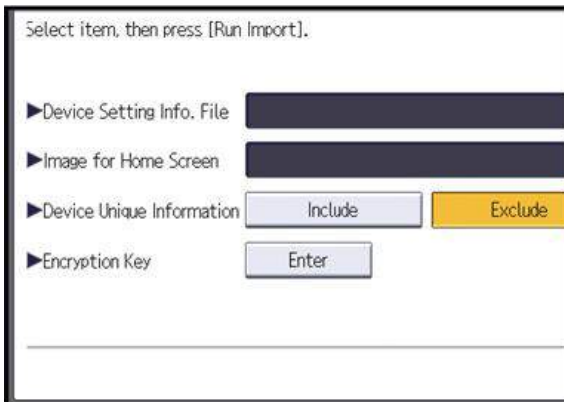 Select item, then press [Run Import].
▶Device Setting Info. File
▶Image for Home Screen
▶Device Unique Information Include Exclude
▶Encryption Key Enter